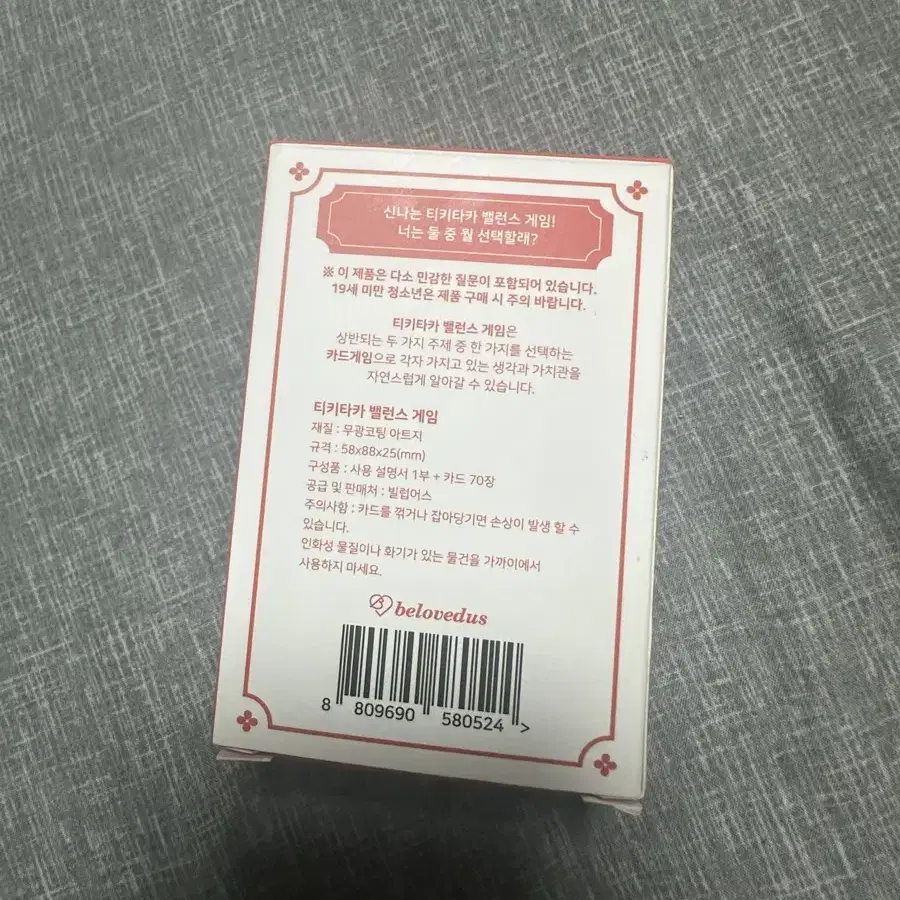 신나는 티키타카 밸런스 게임!
너는 둘 중 뭘 선택할래?
※ 이 제품은 다소 민감한 질문이 포함되어 있습니다.
19세 미만 청소년은 제품 구매 시 주의 바랍니다.
티키타카 밸런스 게임은
상반되는 두 가지 주제 중 한 가지를 선택하는
카드게임으로 각자 가지고 있는 생각과 가치관을
자연스럽게 알아갈 수 있습니다.
티키타카 밸런스 게임
재질 : 무광코팅 아트지
규격 : 58x88x25(mm)
구성품 : 사용 설명서 1부 + 카드 70장
공급 및 판매처 : 빌럽어스
주의사항 : 카드를 꺾거나 잡아당기면 손상이 발생 할 수
있습니다.
인화성 물질이나 화기가 있는 물건을 가까이에서
사용하지 마세요.
belovedus
8 809690 580524 >